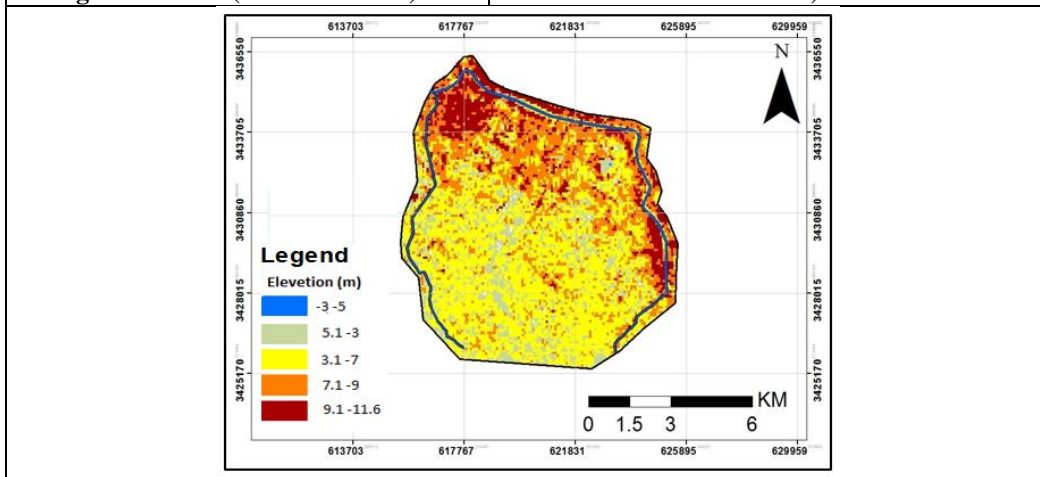 613703 617767 621831 625895 629959
N
3436550 3436550
3433705 3433705
3430860 3430860
Legend
Elevetion (m)
3428015 3428015
-3 -5
5.1 -3
3.1 -7
7.1 -9
3425170 3425170
9.1 -11.6
KM
0 1.5 3 6
613703 617767 621831 625895 629959